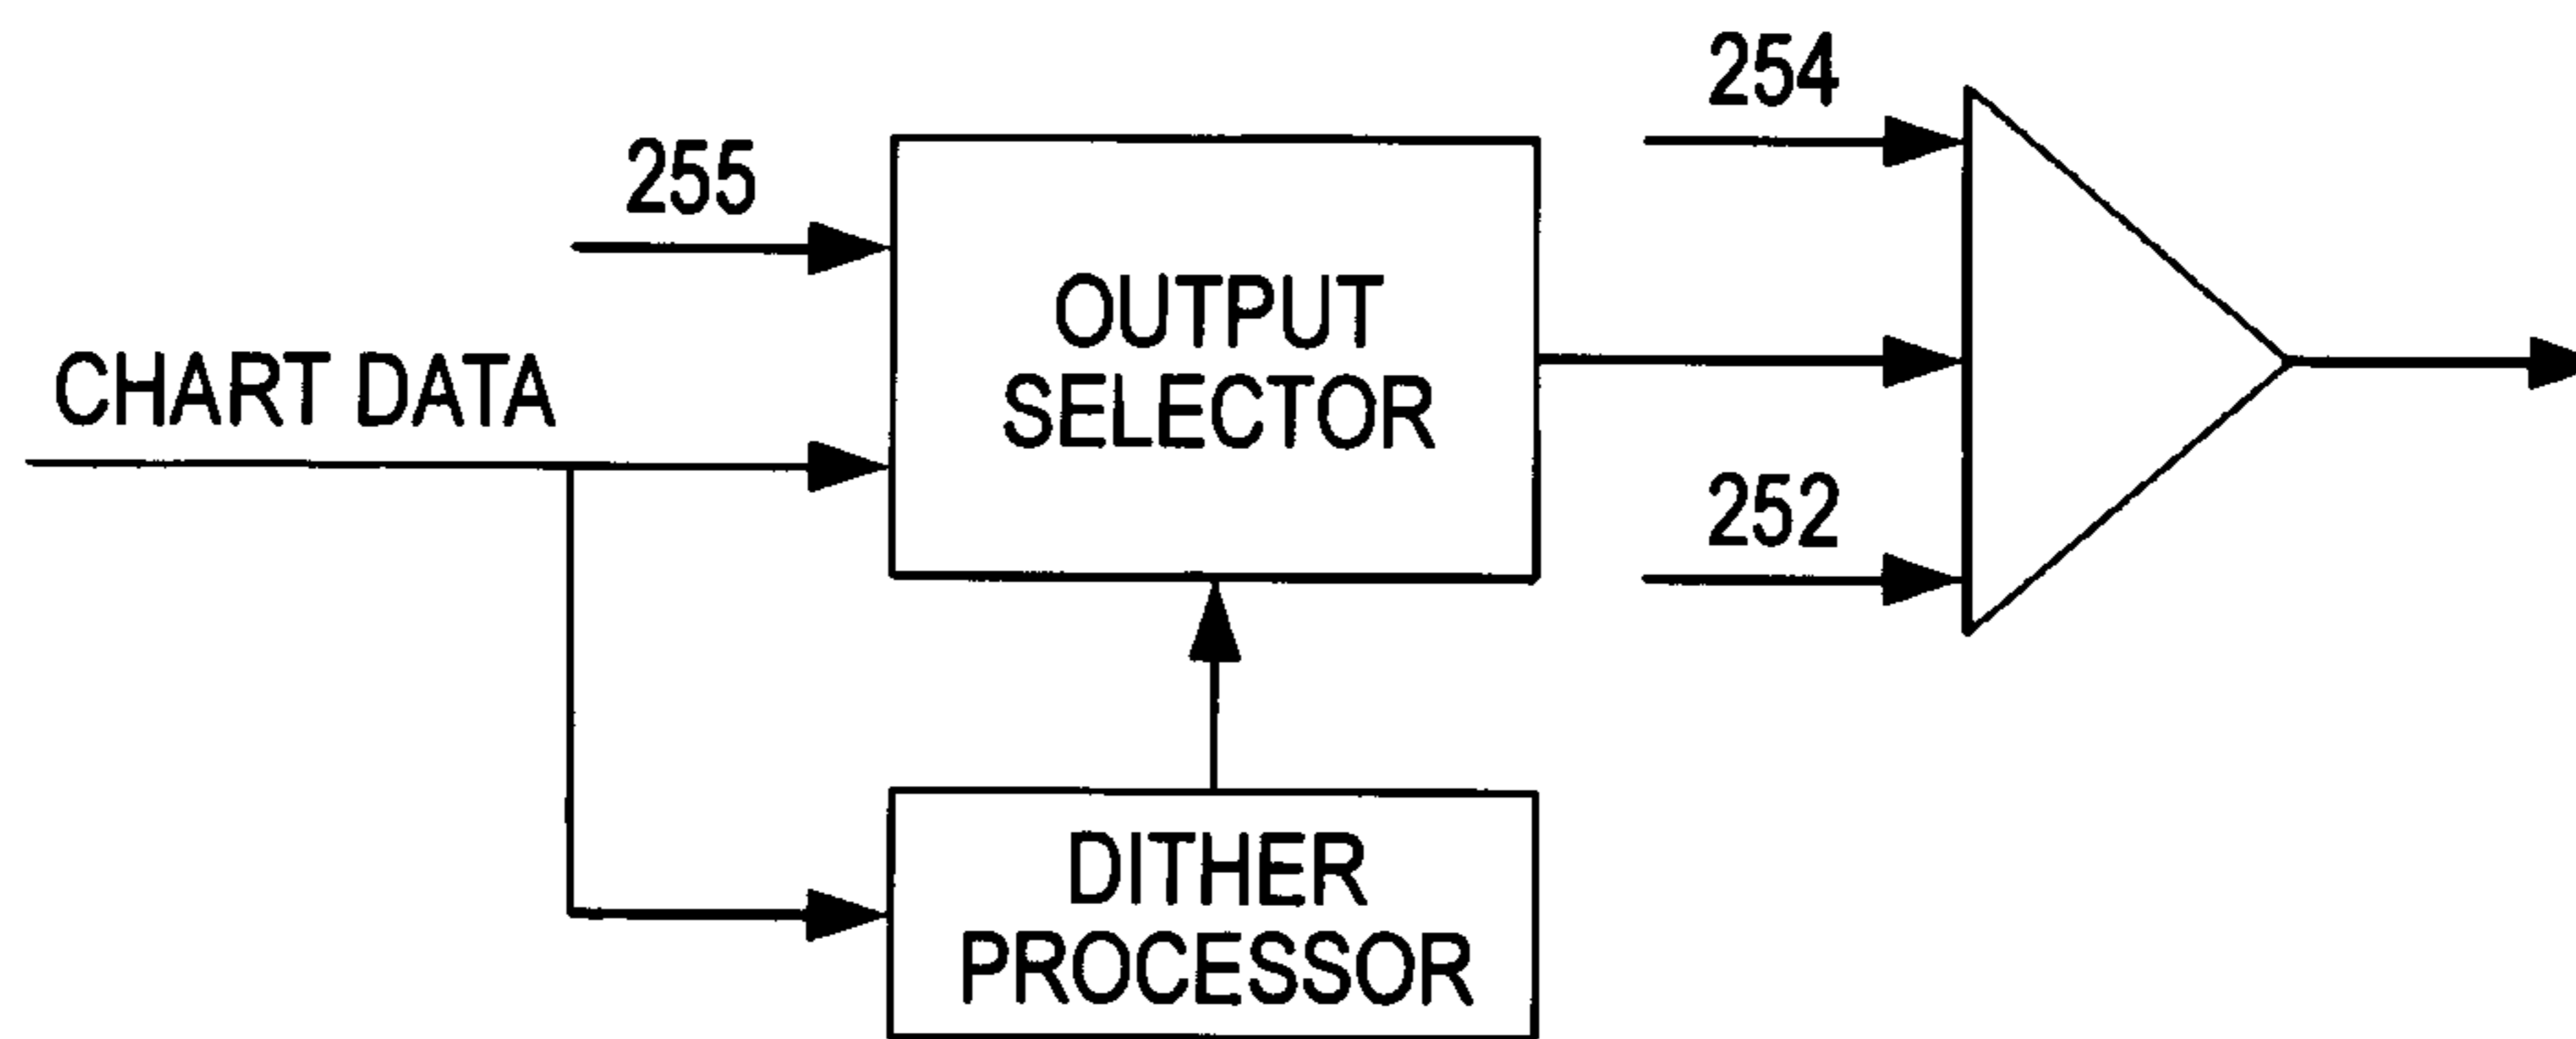 254
255
OUTPUT
SELECTOR
CHART DATA
252
DITHER
PROCESSOR